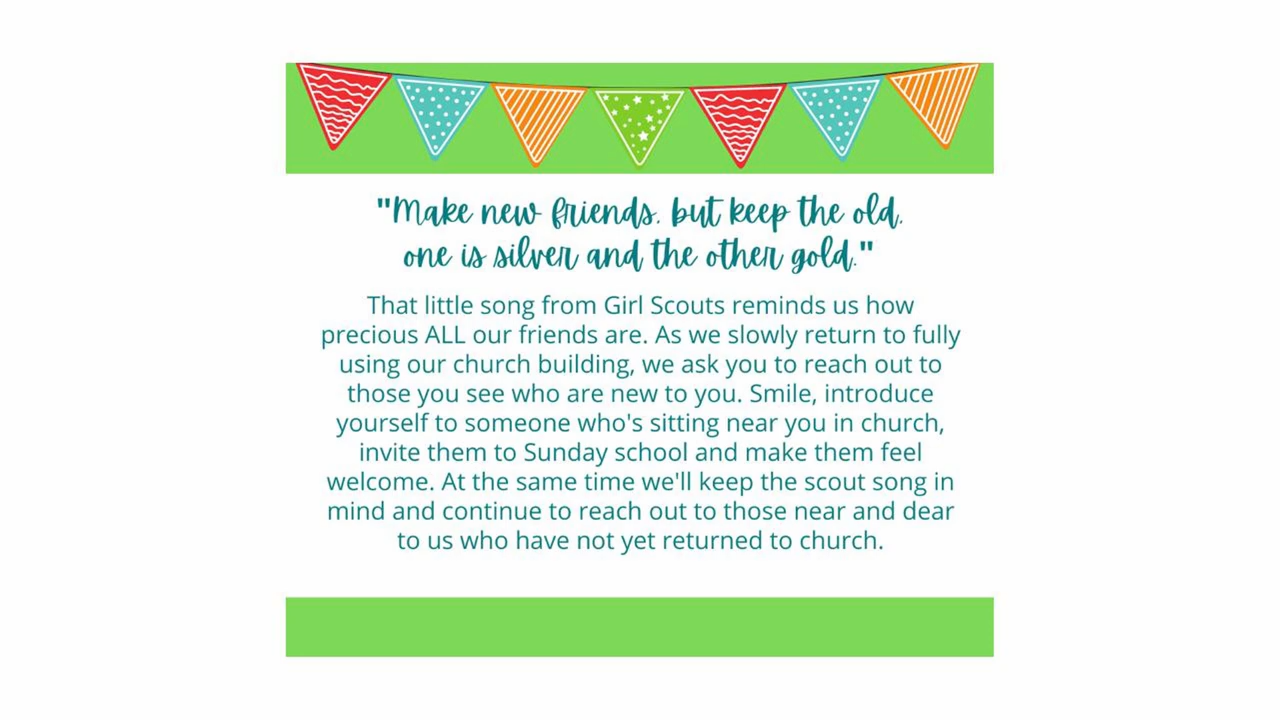 "Make new friends, but keep the old,
one is silver and the other gold."
That little song from Girl Scouts reminds us how
precious ALL our friends are. As we slowly return to fully
using our church building, we ask you to reach out to
those you see who are new to you. Smile, introduce
yourself to someone who's sitting near you in church,
invite them to Sunday school and make them feel
welcome. At the same time we'll keep the scout song in
mind and continue to reach out to those near and dear
to us who have not yet returned to church.